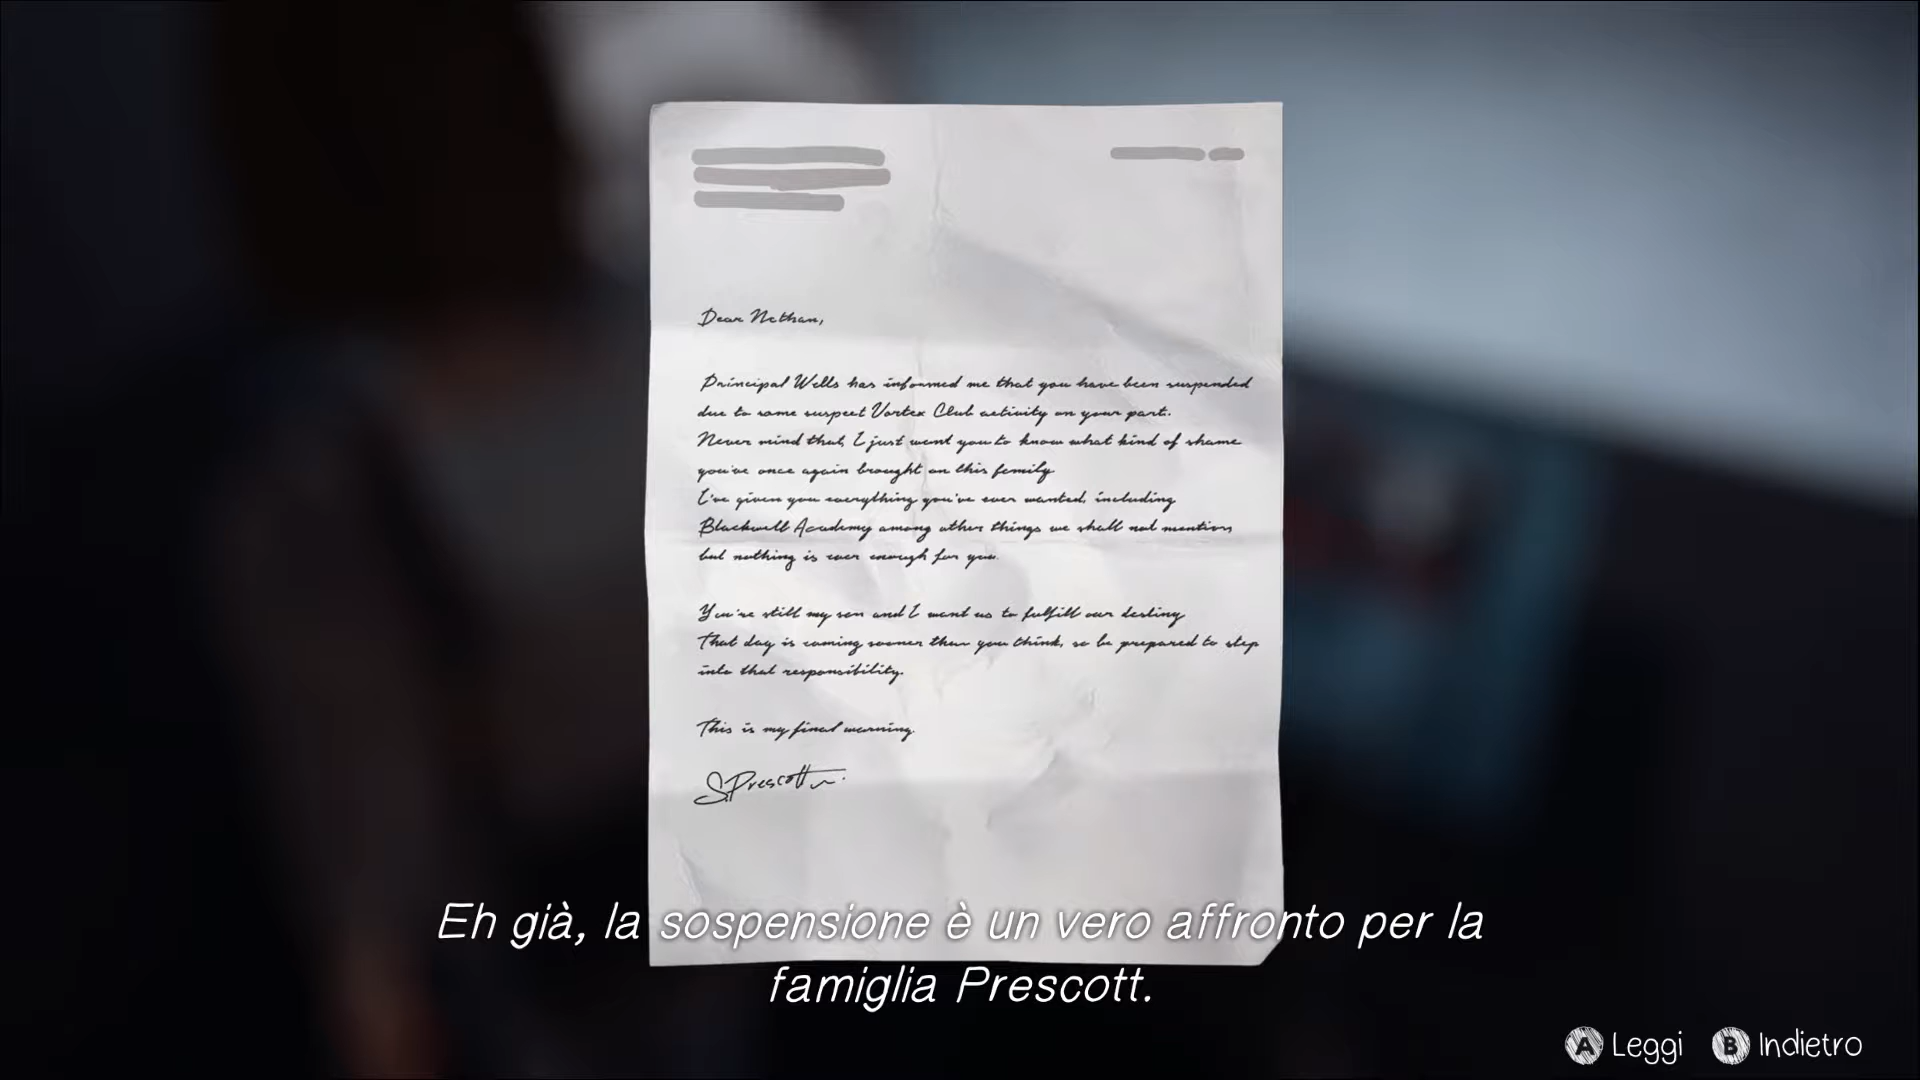 Dear Nathan,
Principal Wells has informed me that you have been suspended
due to some suspect Vortex Club activity on your part.
Never mind that, I just want you to know what kind of shame
you've once again brought on this family
I've given you everything you've ever wanted, including
Blackwell Academy among other things we shall not mention,
but nothing is ever enough for you.
You're still my son and I want us to fulfill our destiny
That day is coming sooner than you think, so be prepared to step
into that responsibility.
This is my final warning.
S.Prescott
Eh già, la sospensione è un vero affronto per la
famiglia Prescott.
A Leggi B Indietro